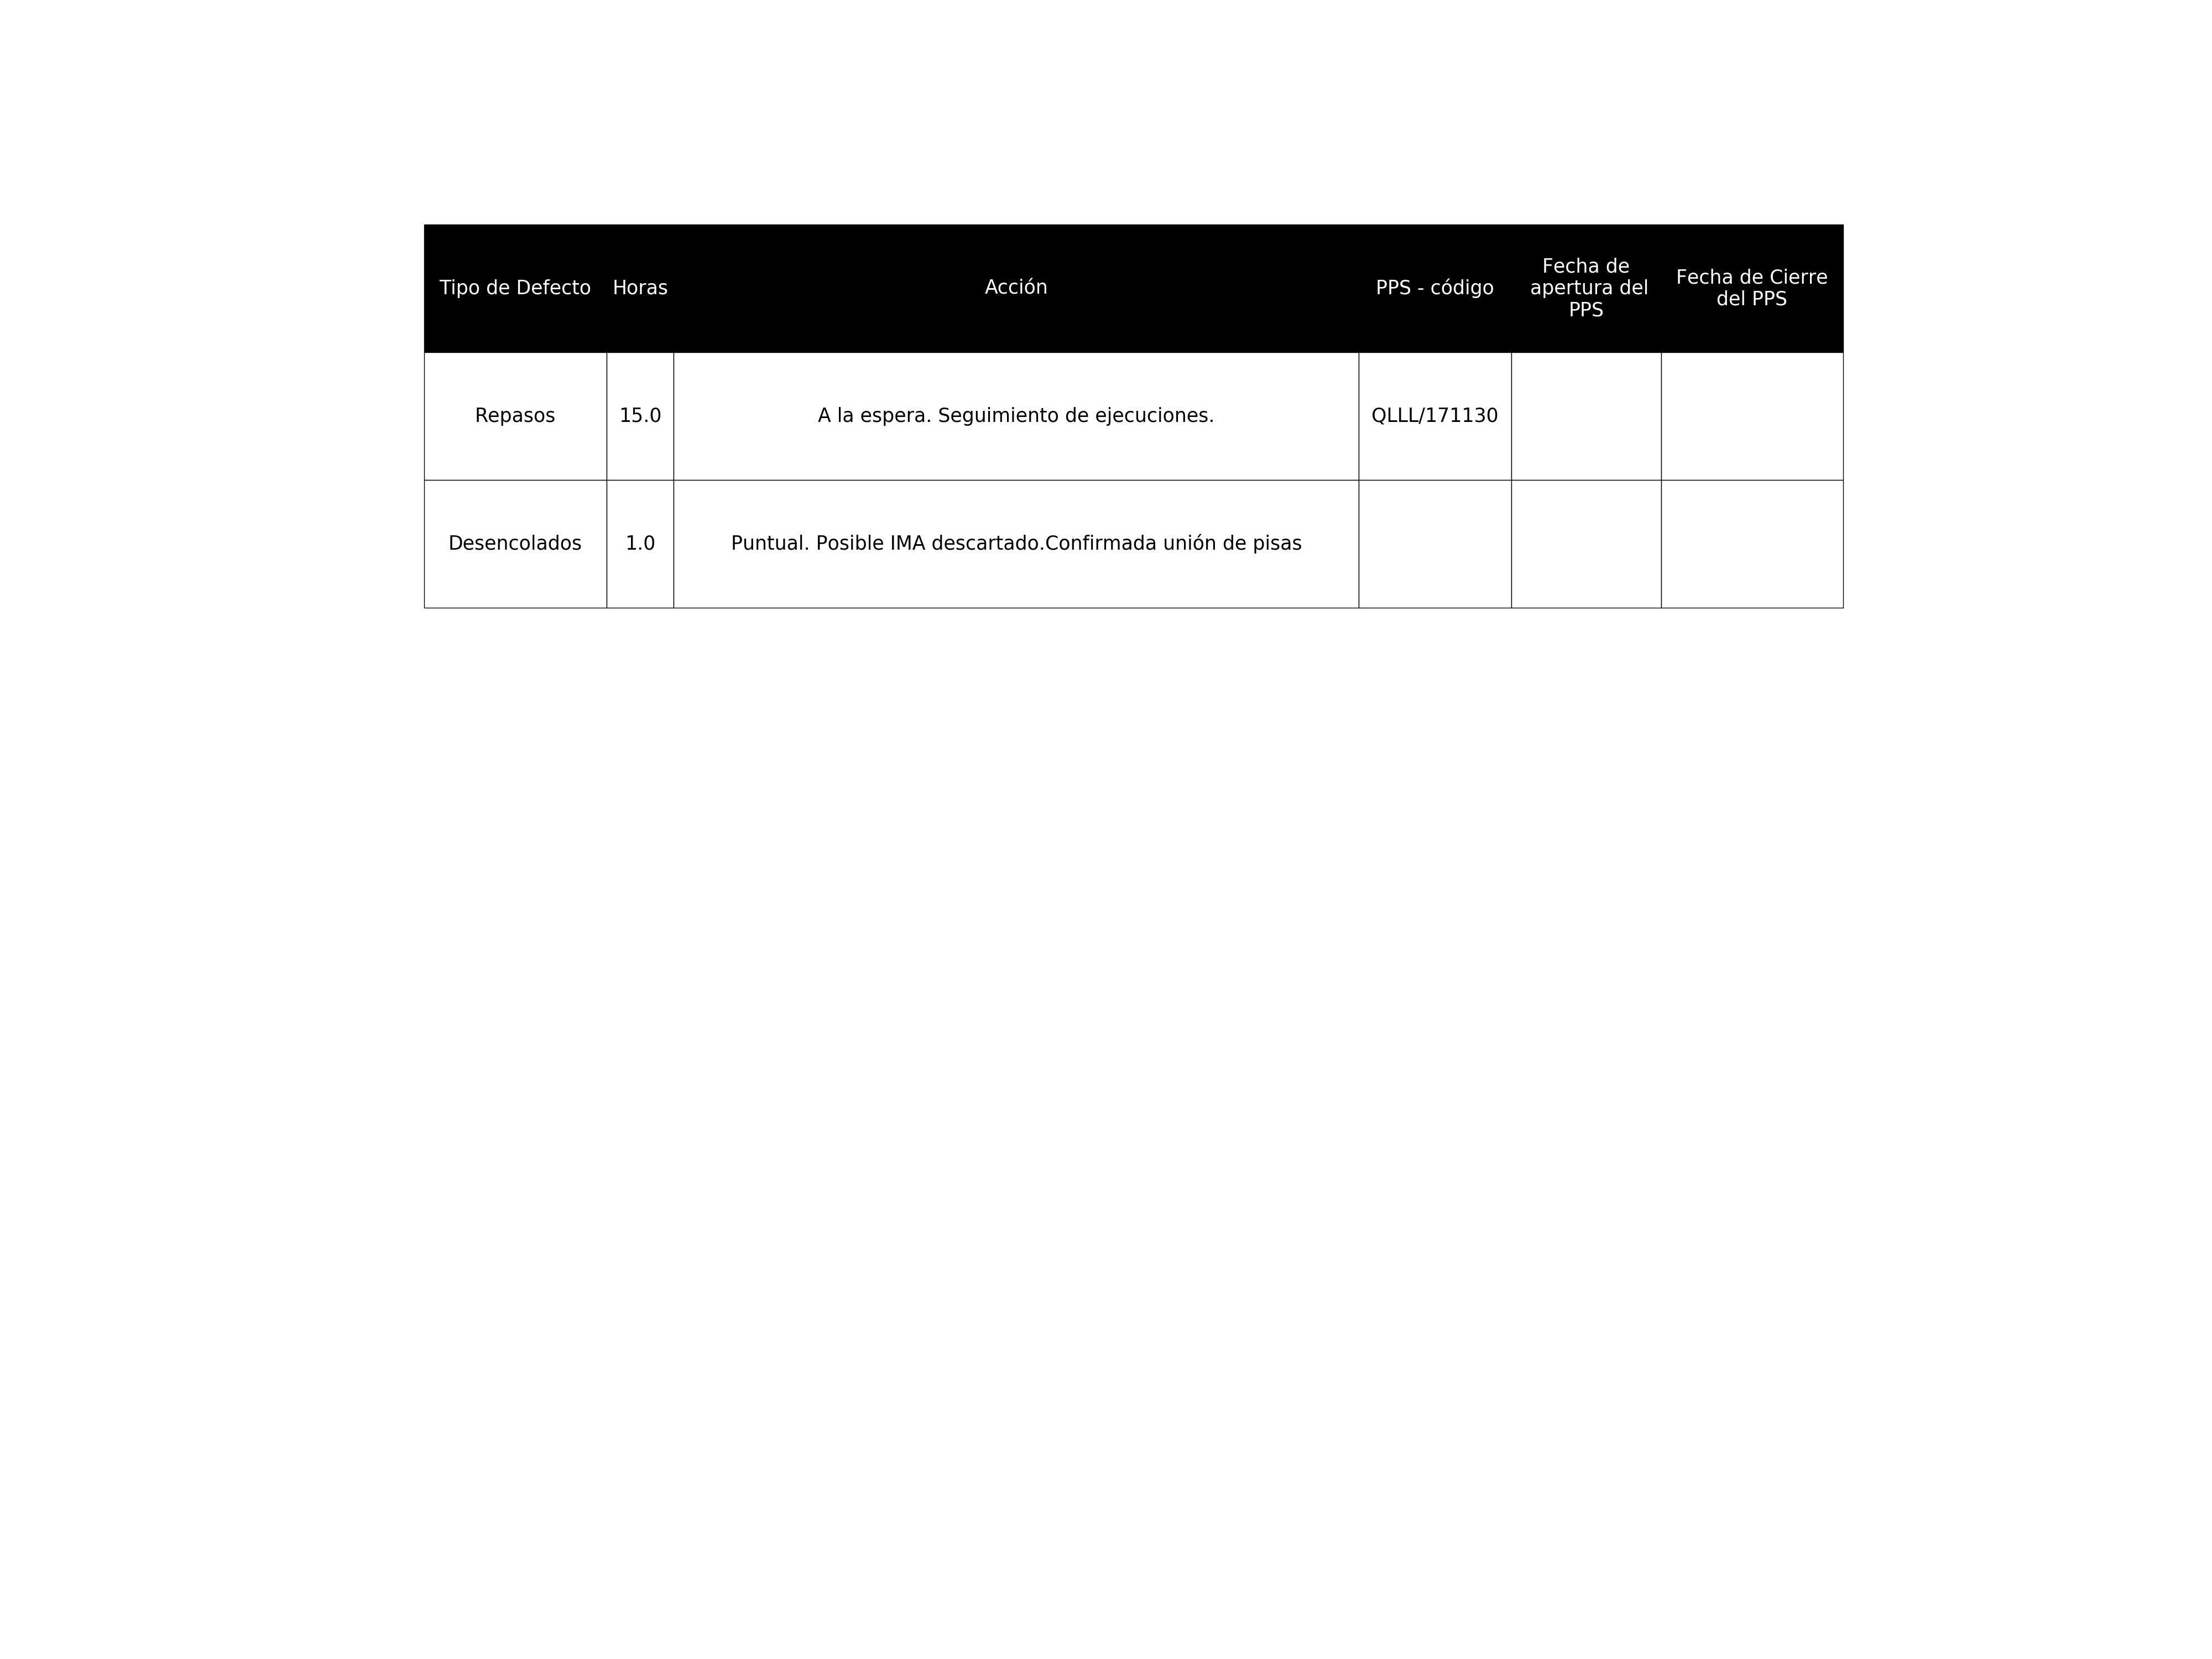 Tipo de Defecto Horas Acción PPS - código Fecha de apertura del PPS Fecha de Cierre del PPS
Repasos 15.0 A la espera. Seguimiento de ejecuciones. QLLL/171130
Desencolados 1.0 Puntual. Posible IMA descartado.Confirmada unión de pisas